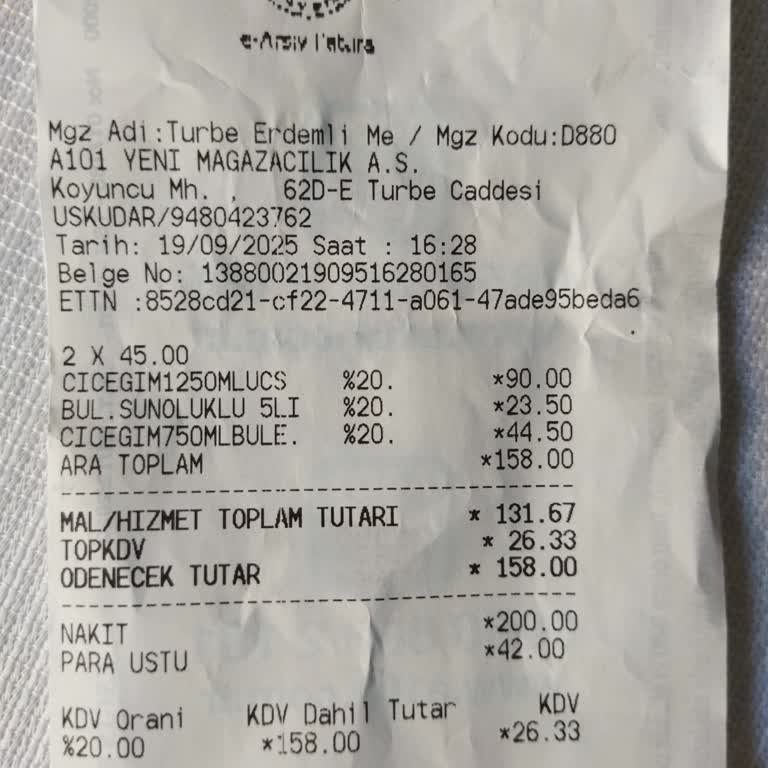 e-Arşiv Fatura
Mgz Adi:Turbe Erdemli Me / Mgz Kodu:D880
A101 YENI MAGAZACILIK A.S.
Koyuncu Mh. , 62D-E Turbe Caddesi
USKUDAR/9480423762
Tarih: 19/09/2025 Saat : 16:28
Belge No: 13880021909516280165
ETTN :8528cd21-cf22-4711-a061-47ade95beda6
2 X 45.00
CICEGIM1250MLUCS %20. *90.00
BUL.SUNOLUKLU 5LI %20. *23.50
CICEGIM750MLBULE. %20. *44.50
ARA TOPLAM *158.00
MAL/HIZMET TOPLAM TUTARI * 131.67
TOPKDV * 26.33
ODENECEK TUTAR * 158.00
NAKIT *200.00
PARA USTU *42.00
KDV Orani KDV Dahil Tutar KDV
%20.00 *158.00 *26.33